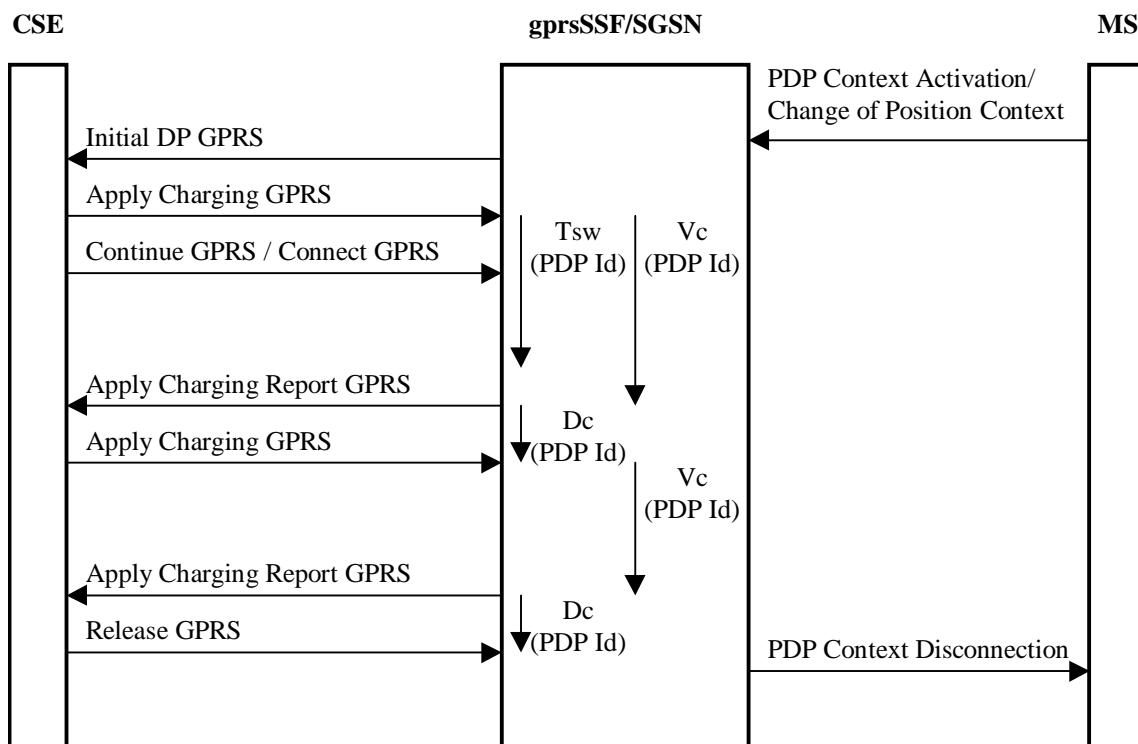 CSE
gprsSSF/SGSN
MS
PDP Context Activation/
Change of Position Context
Initial DP GPRS
Apply Charging GPRS
Tsw
(PDP Id)
Vc
(PDP Id)
Continue GPRS / Connect GPRS
Apply Charging Report GPRS
Dc
(PDP Id)
Apply Charging GPRS
Vc
(PDP Id)
Apply Charging Report GPRS
Dc
(PDP Id)
Release GPRS
PDP Context Disconnection